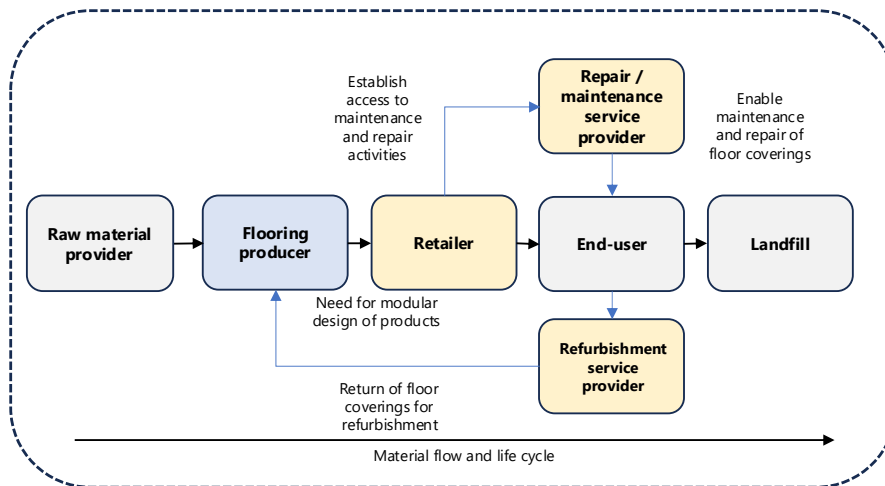 Establish
access to
maintenance
and repair
activities
Repair /
maintenance
service
provider
Enable
maintenance
and repair of
floor coverings
Raw material
provider
Flooring
producer
Retailer
End-user
Landfill
Need for modular
design of products
Refurbishment
service
provider
Return of floor
coverings for
refurbishment
Material flow and life cycle